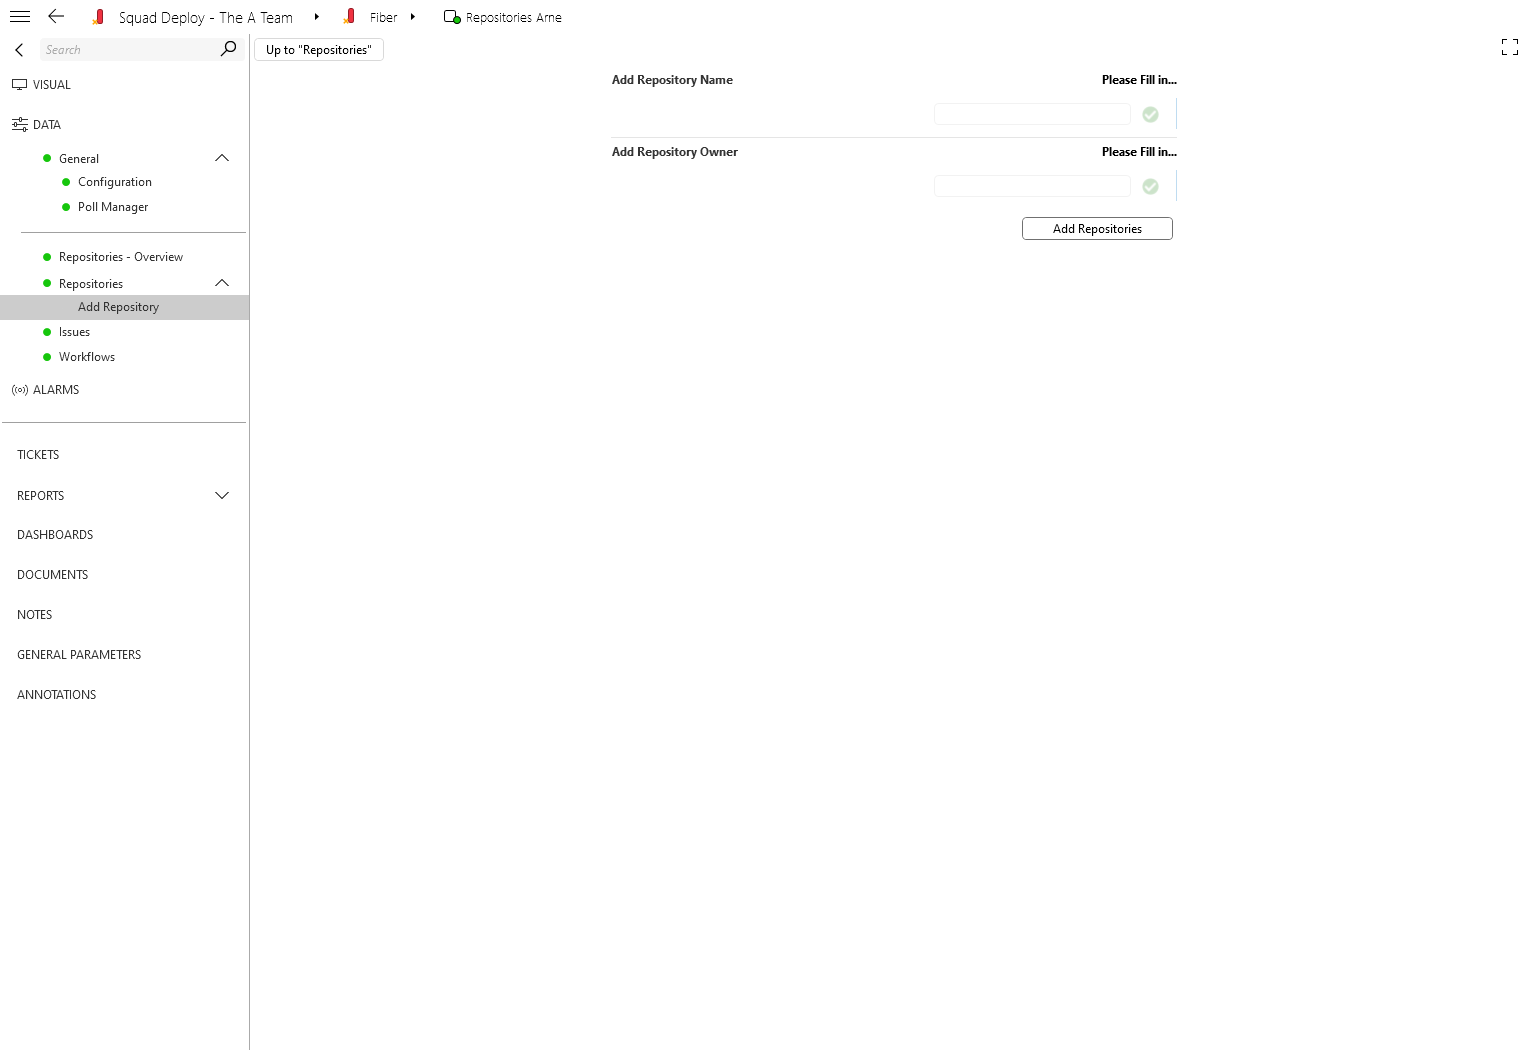 Squad Deploy - The A Team
Fiber
Repositories Arne
Search
Up to "Repositories"
VISUAL
DATA
General
Configuration
Poll Manager
Repositories - Overview
Repositories
Add Repository
Issues
Workflows
ALARMS
TICKETS
REPORTS
DASHBOARDS
DOCUMENTS
NOTES
GENERAL PARAMETERS
ANNOTATIONS
Add Repository Name
Please Fill in...
Add Repository Owner
Please Fill in...
Add Repositories